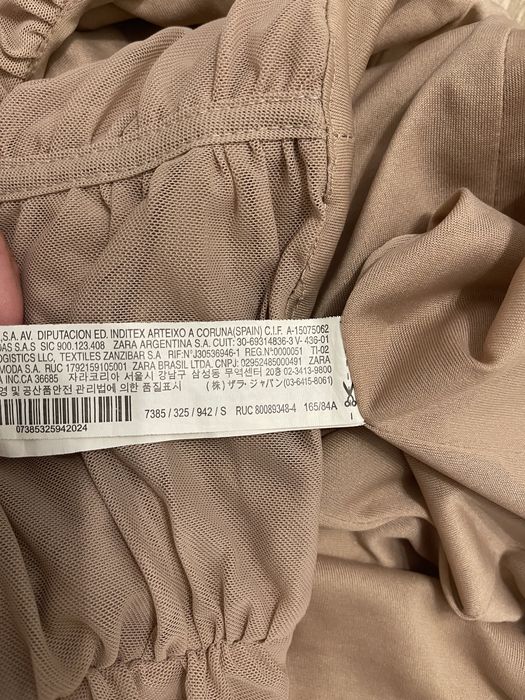 ,S.A. AV. DIPUTACION ED. INDITEX ARTEIXO A CORUNA(SPAIN) C.I.F. A-15075062
DAS S.A.S SIC 900.123.408 ZARA ARGENTINA S.A. CUIT: 30-69314836-3 V- 436-01
OGISTICS LLC, TEXTILES ZANZIBAR S.A. RIF:N°J30536946-1 REG.N°0000051 TI-02
MODA S.A. RUC 1792159105001 ZARA BRASIL LTDA. CNPJ: 02952485000491 ZARA
A INC.CA 36685 자라코리아 서울시 강남구 삼성동 무역센터 20층 02-3413-9800
영 및 공산품안전 관리법에 의한 품질표시 (株) ザラ・ジャパン (03-6415-8061)
7385 / 325 / 942 / S RUC 80089348-4 165/84A
07385325942024